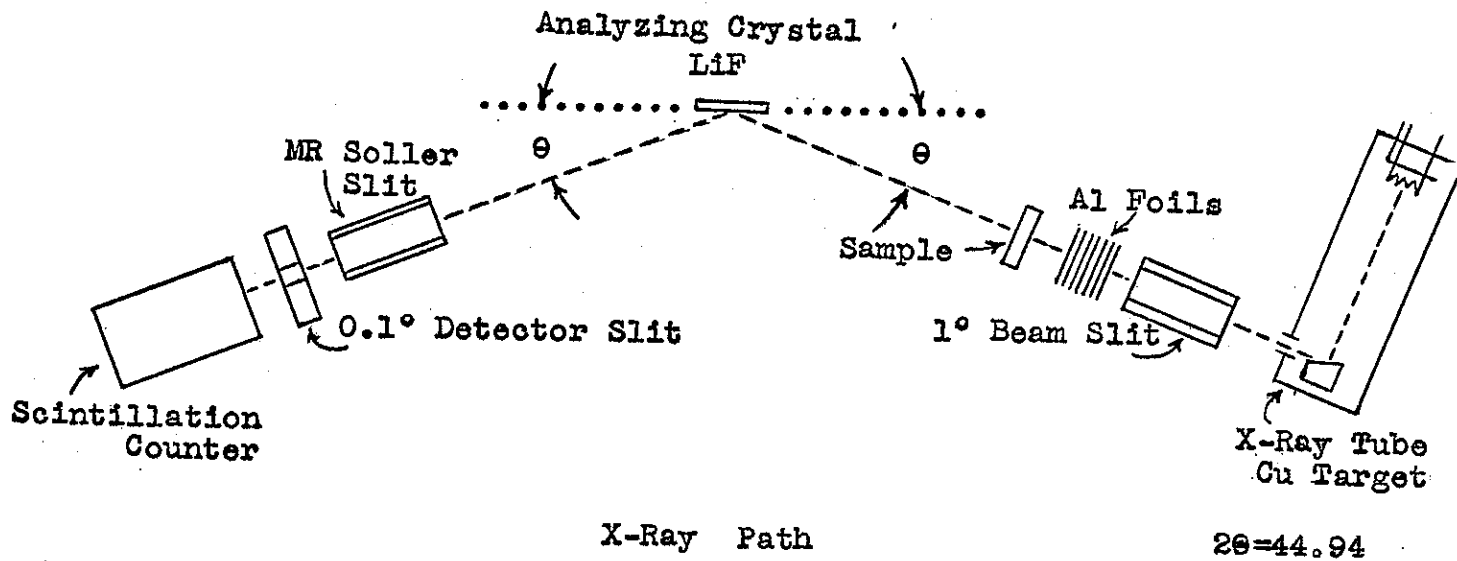 Analyzing Crystal
LiF
θ
θ
MR Soller
Slit
Al Foils
Sample
0.1° Detector Slit
1° Beam Slit
Scintillation
Counter
X-Ray Tube
Cu Target
X-Ray Path
2θ=44.94